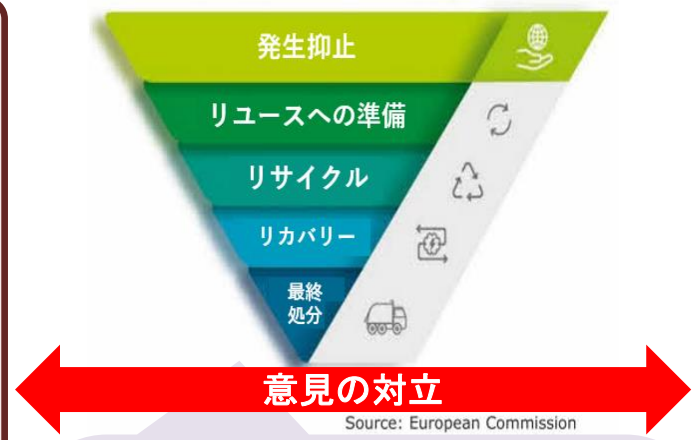 発生抑止
リユースへの準備
リサイクル
リカバリー
最終
処分
意見の対立
Source: European Commission